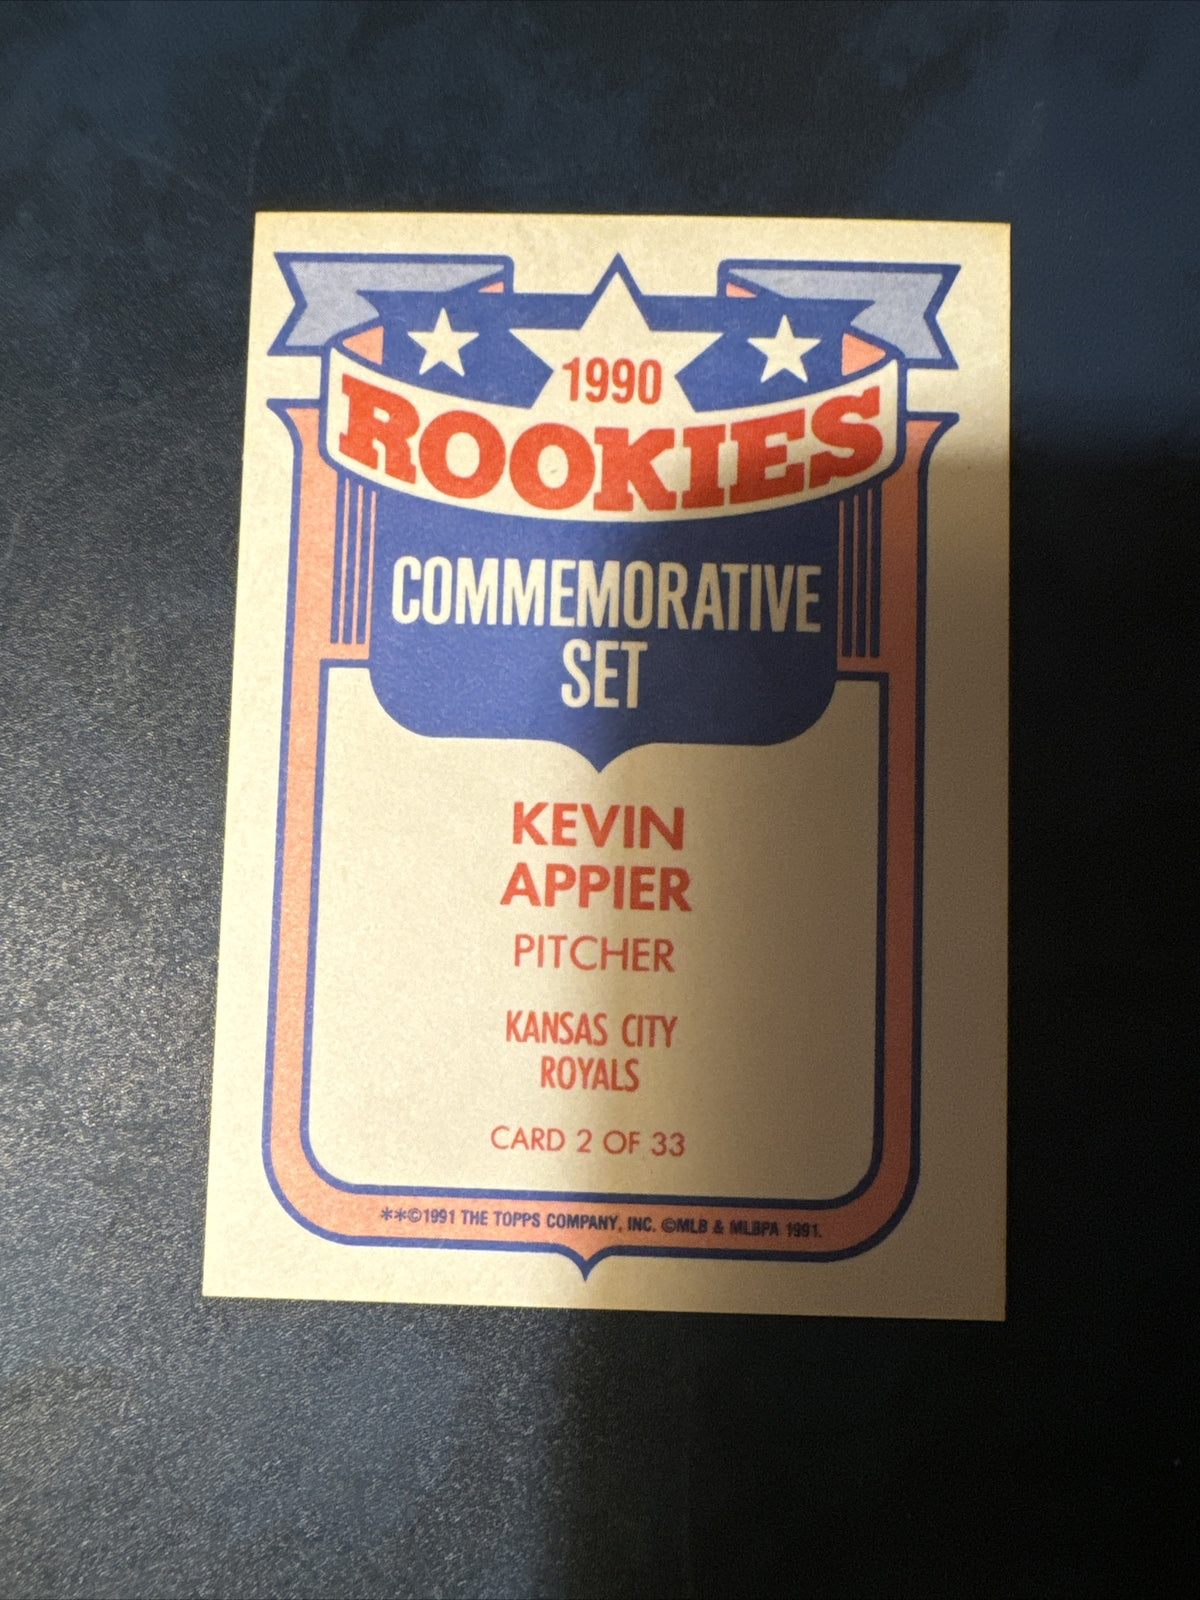 1990
ROOKIES
COMMEMORATIVE
SET
KEVIN
APPIER
PITCHER
KANSAS CITY
ROYALS
CARD 2 OF 33
**©1991 THE TOPPS COMPANY, INC. ©MLB & MLBPA 1991.